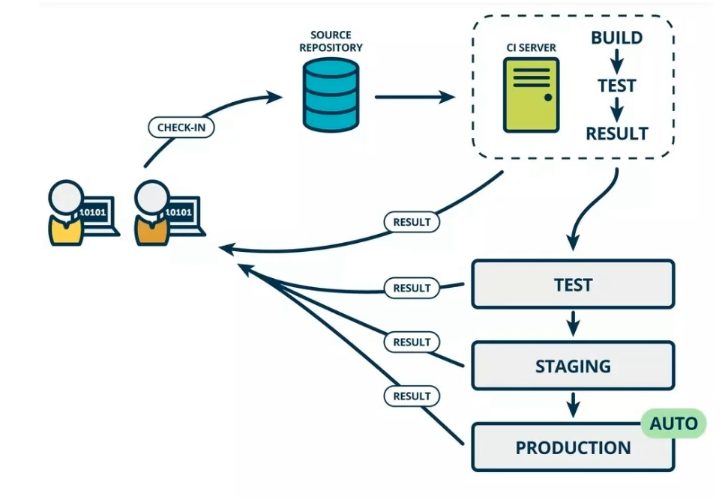 SOURCE
REPOSITORY
CI SERVER
BUILD
TEST
RESULT
CHECK-IN
10101
10101
RESULT
RESULT
TEST
RESULT
STAGING
RESULT
AUTO
PRODUCTION